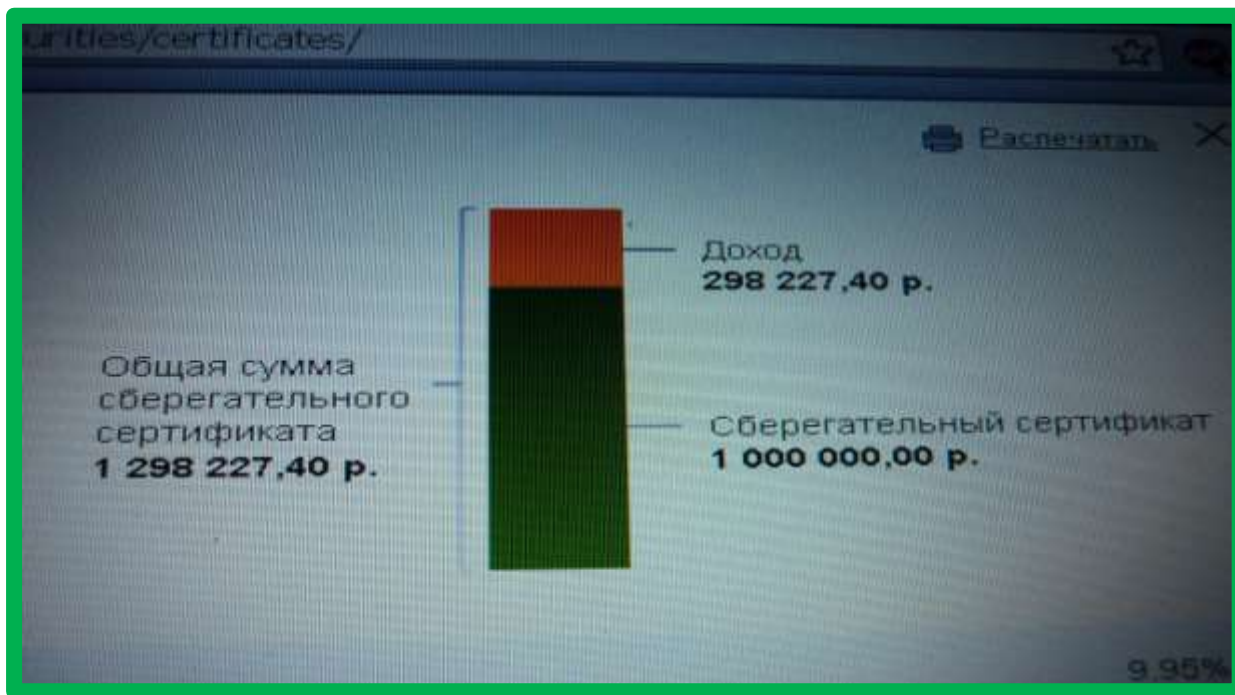 urities/certificates/
Распечатать
Доход
298 227,40 р.
Общая сумма
сберегательного
сертификата
1 298 227,40 р.
Сберегательный сертификат
1 000 000,00 р.
9,95%